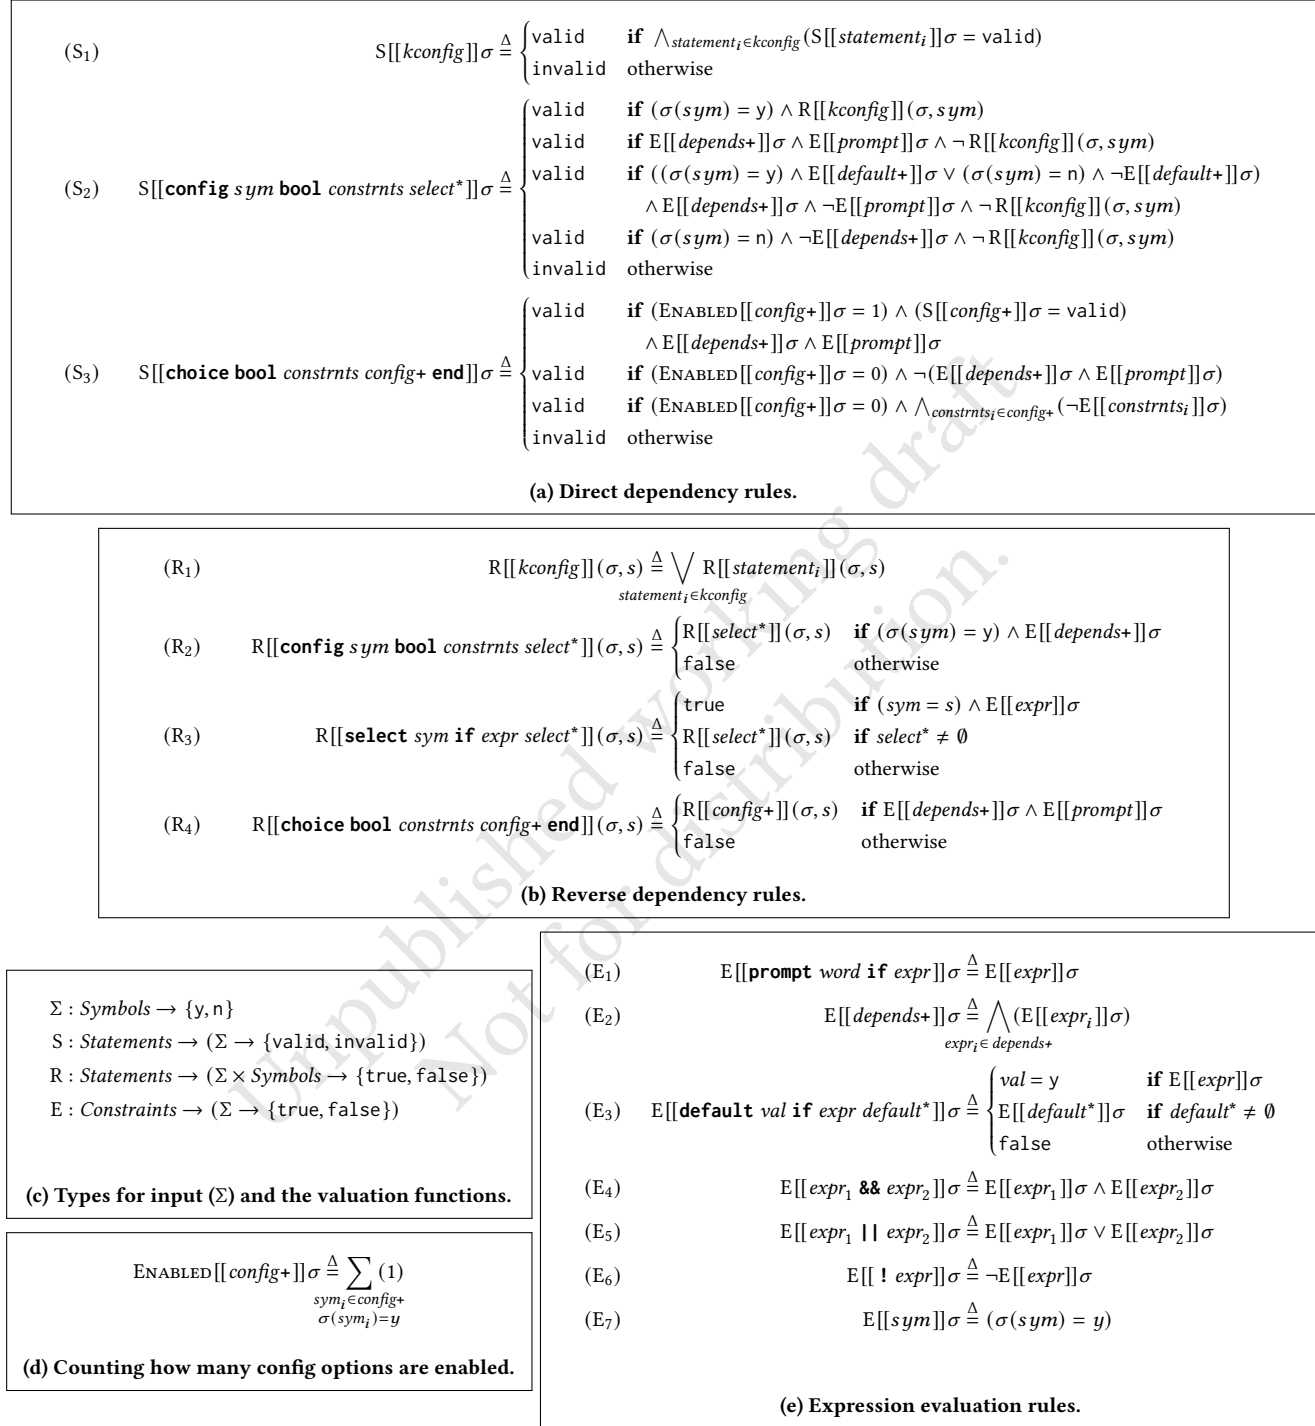 (S₁) S[[kconfig]]σ ≜ { valid if ⋀_{statementᵢ∈kconfig}(S[[statementᵢ]]σ = valid)
invalid otherwise
valid if (σ(sym) = y) ∧ R[[kconfig]](σ, sym)
valid if E[[depends+]]σ ∧ E[[prompt]]σ ∧ ¬ R[[kconfig]](σ, sym)
(S₂) S[[config sym bool constrnts select*]]σ ≜ { valid if ((σ(sym) = y) ∧ E[[default+]]σ ∨ (σ(sym) = n) ∧ ¬E[[default+]]σ)
∧ E[[depends+]]σ ∧ ¬E[[prompt]]σ ∧ ¬ R[[kconfig]](σ, sym)
valid if (σ(sym) = n) ∧ ¬E[[depends+]]σ ∧ ¬ R[[kconfig]](σ, sym)
invalid otherwise
valid if (ENABLED[[config+]]σ = 1) ∧ (S[[config+]]σ = valid)
∧ E[[depends+]]σ ∧ E[[prompt]]σ
(S₃) S[[choice bool constrnts config+ end]]σ ≜ { valid if (ENABLED[[config+]]σ = 0) ∧ ¬(E[[depends+]]σ ∧ E[[prompt]]σ)
valid if (ENABLED[[config+]]σ = 0) ∧ ⋀_{constrntsᵢ∈config+}(¬E[[constrntsᵢ]]σ)
invalid otherwise
(a) Direct dependency rules.
(R₁) R[[kconfig]](σ, s) ≜ ⋁ R[[statementᵢ]](σ, s)
statementᵢ∈kconfig
(R₂) R[[config sym bool constrnts select*]](σ, s) ≜ { R[[select*]](σ, s) if (σ(sym) = y) ∧ E[[depends+]]σ
false otherwise
true if (sym = s) ∧ E[[expr]]σ
(R₃) R[[select sym if expr select*]](σ, s) ≜ { R[[select*]](σ, s) if select* ≠ ∅
false otherwise
(R₄) R[[choice bool constrnts config+ end]](σ, s) ≜ { R[[config+]](σ, s) if E[[depends+]]σ ∧ E[[prompt]]σ
false otherwise
(b) Reverse dependency rules.
Σ : Symbols → {y, n}
S : Statements → (Σ → {valid, invalid})
R : Statements → (Σ × Symbols → {true, false})
E : Constraints → (Σ → {true, false})
(c) Types for input (Σ) and the valuation functions.
ENABLED[[config+]]σ ≜ ∑ (1)
symᵢ∈config+
σ(symᵢ)=y
(d) Counting how many config options are enabled.
(E₁) E[[prompt word if expr]]σ ≜ E[[expr]]σ
(E₂) E[[depends+]]σ ≜ ⋀ (E[[exprᵢ]]σ)
exprᵢ∈ depends+
val = y if E[[expr]]σ
(E₃) E[[default val if expr default*]]σ ≜ { E[[default*]]σ if default* ≠ ∅
false otherwise
(E₄) E[[expr₁ && expr₂]]σ ≜ E[[expr₁]]σ ∧ E[[expr₂]]σ
(E₅) E[[expr₁ || expr₂]]σ ≜ E[[expr₁]]σ ∨ E[[expr₂]]σ
(E₆) E[[ ! expr]]σ ≜ ¬E[[expr]]σ
(E₇) E[[sym]]σ ≜ (σ(sym) = y)
(e) Expression evaluation rules.
Unpublished working draft
Not for distribution.